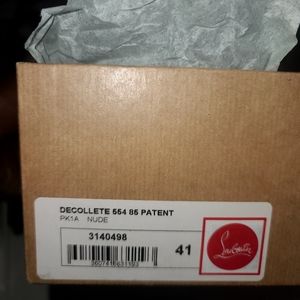 DECOLLETE 554 85 PATENT
PK1A NUDE
3140498
41
Louboutin